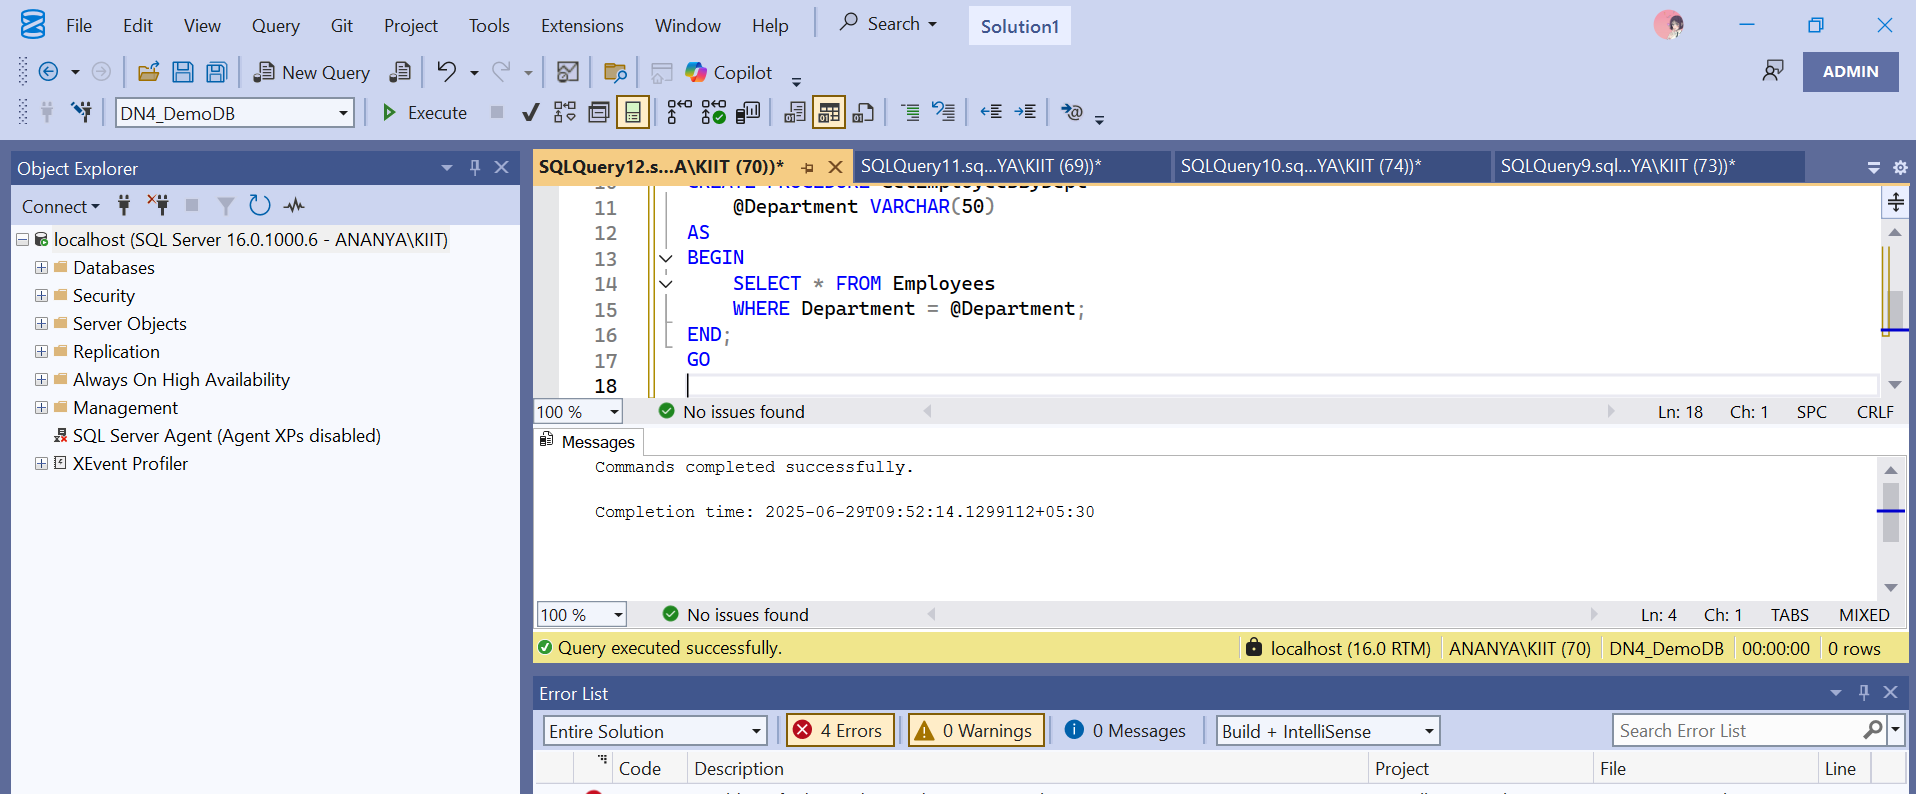 File Edit View Query Git Project Tools Extensions Window Help Search Solution1
New Query Copilot ADMIN
DN4_DemoDB Execute
Object Explorer
Connect
localhost (SQL Server 16.0.1000.6 - ANANYA\KIIT)
Databases
Security
Server Objects
Replication
Always On High Availability
Management
SQL Server Agent (Agent XPs disabled)
XEvent Profiler
SQLQuery12.s...A\KIIT (70))* SQLQuery11.sq...YA\KIIT (69))* SQLQuery10.sq...YA\KIIT (74))* SQLQuery9.sql...YA\KIIT (73))*
CREATE PROCEDURE
11 @Department VARCHAR(50)
12 AS
13 BEGIN
14 SELECT * FROM Employees
15 WHERE Department = @Department;
16 END;
17 GO
18
100 % No issues found Ln: 18 Ch: 1 SPC CRLF
Messages
Commands completed successfully.
Completion time: 2025-06-29T09:52:14.1299112+05:30
100 % No issues found Ln: 4 Ch: 1 TABS MIXED
Query executed successfully. localhost (16.0 RTM) ANANYA\KIIT (70) DN4_DemoDB 00:00:00 0 rows
Error List
Entire Solution 4 Errors 0 Warnings 0 Messages Build + IntelliSense Search Error List
Code Description Project File Line